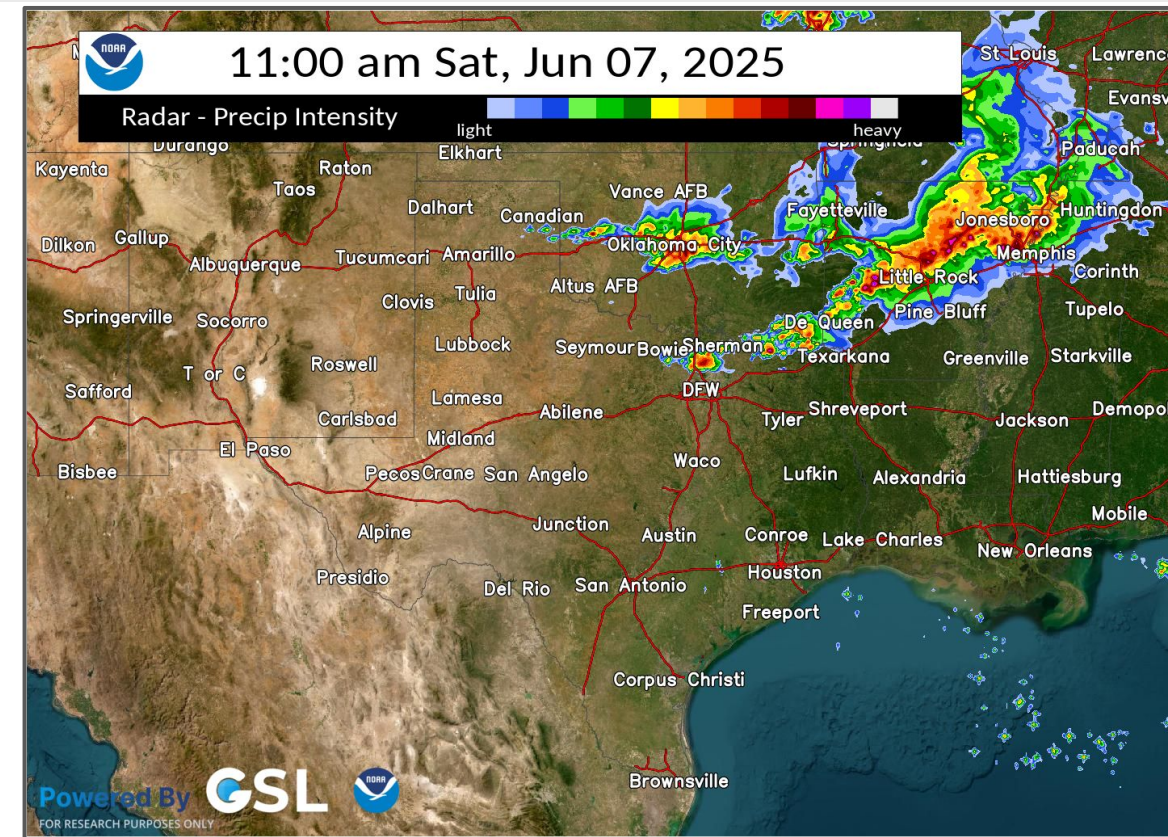 NOAA
11:00 am Sat, Jun 07, 2025
Radar - Precip Intensity
light
heavy
St Louis
Lawrenc
Evansv
Durango
Elkhart
Springfield
Paducah
Kayenta
Raton
Taos
Vance AFB
Dalhart
Canadian
Fayetteville
Huntingdon
Jonesboro
Dilkon
Gallup
Oklahoma City
Albuquerque
Tucumcari
Amarillo
Memphis
Corinth
Little Rock
Altus AFB
Clovis
Tulia
Springerville
Socorro
De Queen
Pine Bluff
Tupelo
Lubbock
Seymour
Bowie
Sherman
Texarkana
Greenville
Starkville
T or C
Roswell
Safford
Lamesa
DFW
Carlsbad
Abilene
Tyler
Shreveport
Jackson
Demopo
Midland
El Paso
Bisbee
Pecos
Crane
San Angelo
Waco
Lufkin
Alexandria
Hattiesburg
Mobile
Alpine
Junction
Austin
Conroe
Lake Charles
New Orleans
Presidio
Del Rio
San Antonio
Houston
Freeport
Corpus Christi
Brownsville
Powered By
GSL
NOAA
FOR RESEARCH PURPOSES ONLY